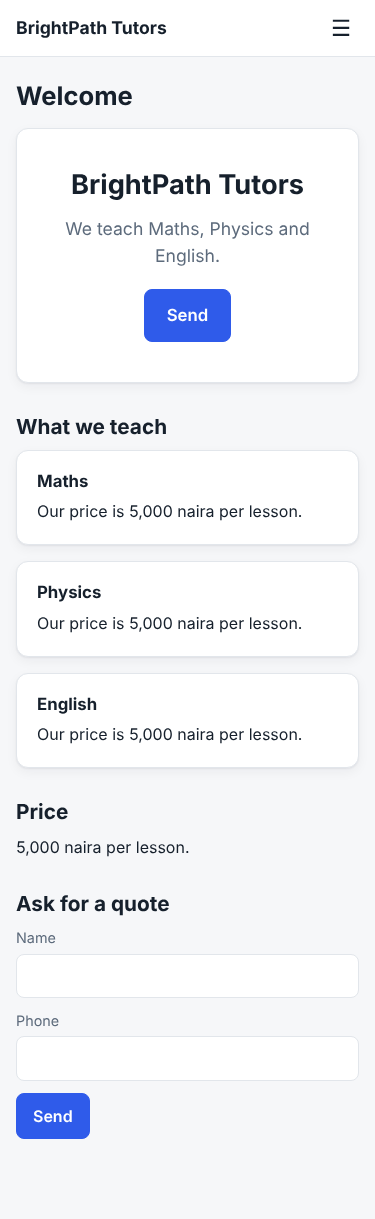 BrightPath Tutors ☰
Welcome
BrightPath Tutors
We teach Maths, Physics and
English.
Send
What we teach
Maths
Our price is 5,000 naira per lesson.
Physics
Our price is 5,000 naira per lesson.
English
Our price is 5,000 naira per lesson.
Price
5,000 naira per lesson.
Ask for a quote
Name
Phone
Send